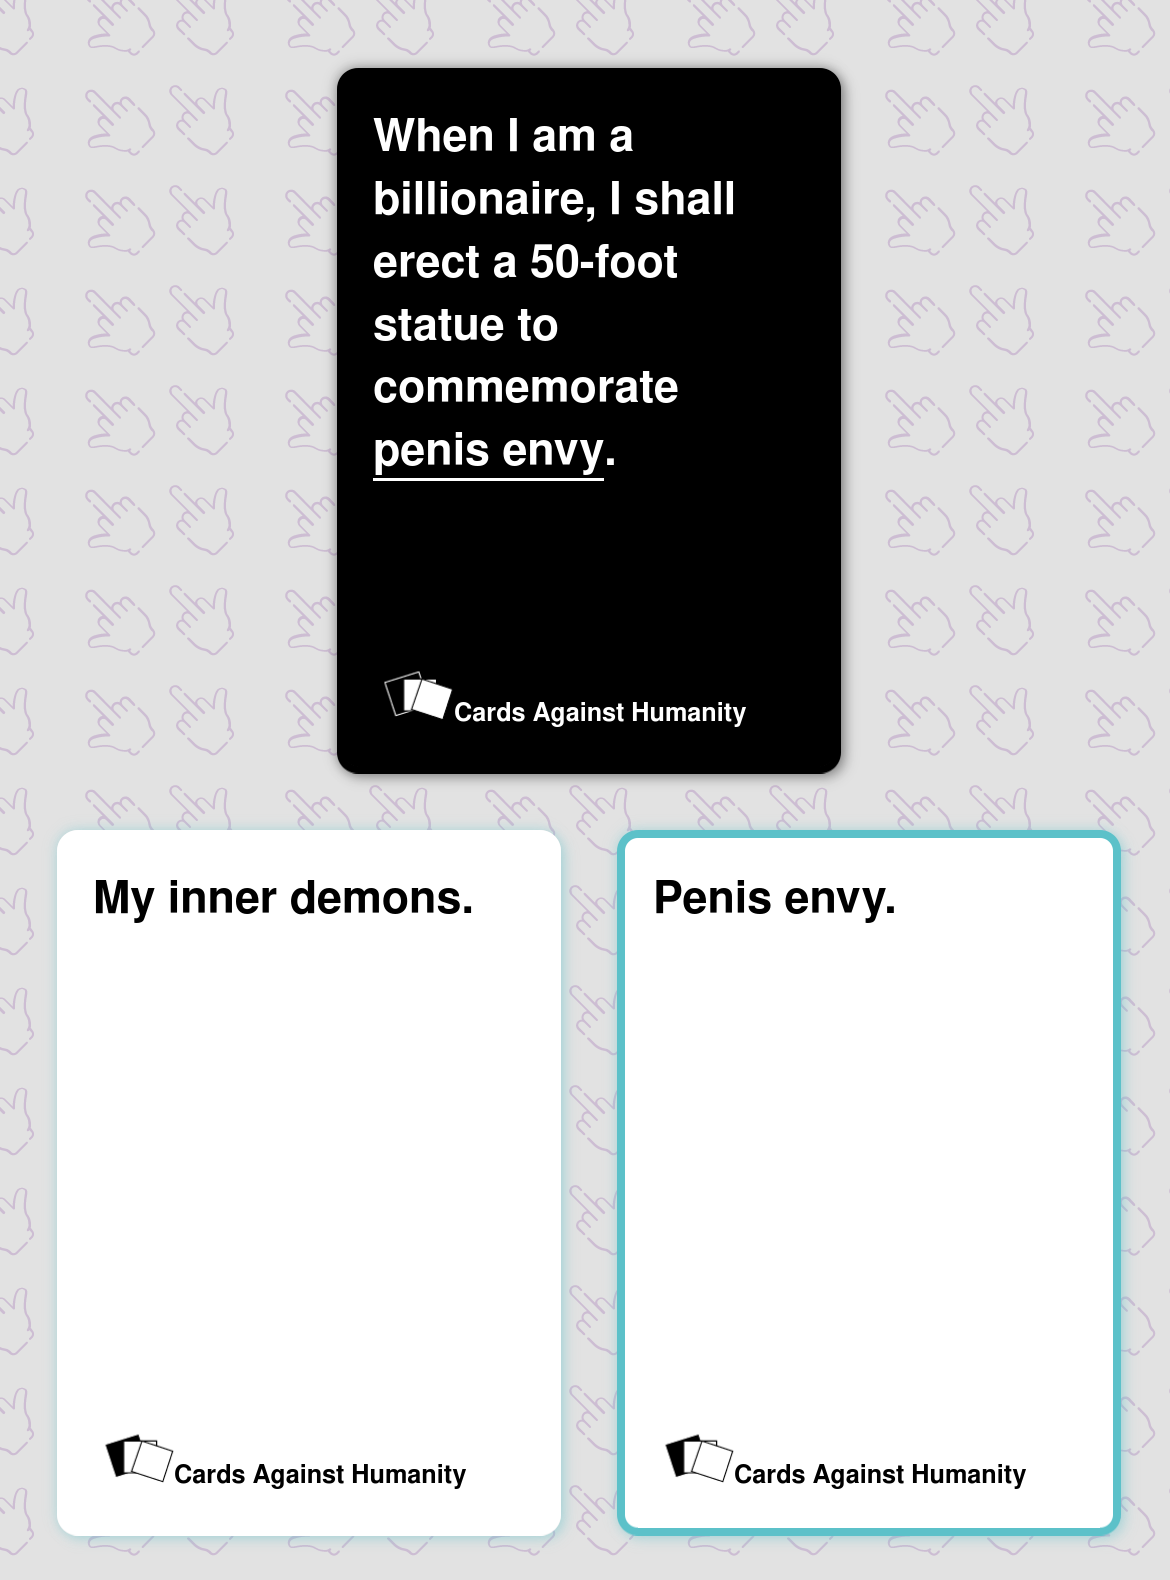 When I am a
billionaire, I shall
erect a 50-foot
statue to
commemorate
penis envy.
Cards Against Humanity
My inner demons.
Cards Against Humanity
Penis envy.
Cards Against Humanity